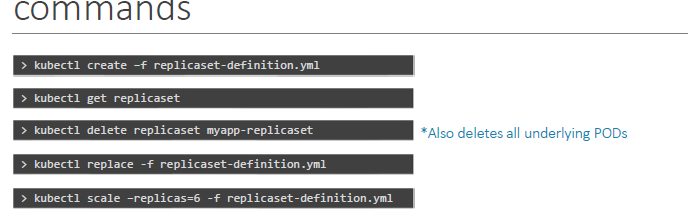 commands
> kubectl create –f replicaset-definition.yml
> kubectl get replicaset
> kubectl delete replicaset myapp-replicaset *Also deletes all underlying PODs
> kubectl replace -f replicaset-definition.yml
> kubectl scale –replicas=6 -f replicaset-definition.yml